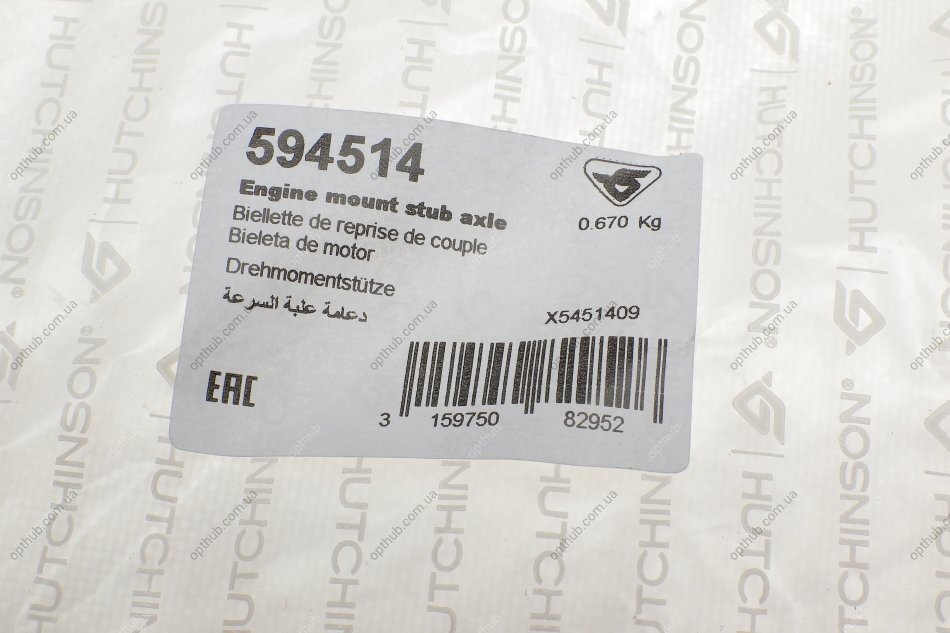 594514
Engine mount stub axle
Biellette de reprise de couple
Bieleta de motor
Drehmomentstütze
دعامة علبة السرعة
0.670 Kg
X5451409
EAC
3 159750 82952
HUTCHINSON®
opthub.com.ua